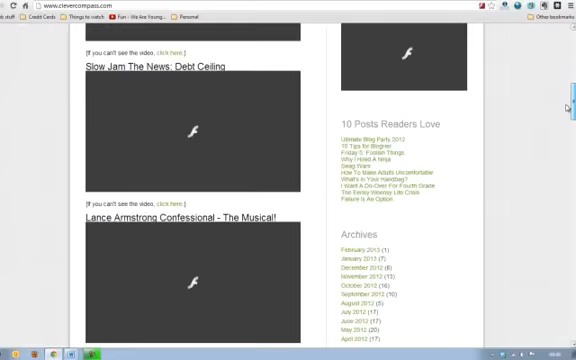 www.clevercompass.com
Credit Cards
Things to watch
Fun - We Are Young...
Personal
Other bookmarks
[If you can't see the video, click here.]
Slow Jam The News: Debt Ceiling
[If you can't see the video, click here.]
Lance Armstrong Confessional - The Musical!
10 Posts Readers Love
Ultimate Blog Party 2012
10 Tips for BlogHer
Friday 5: Foolish Things
Why I Hired A Ninja
Swag Wars
How To Make Adults Uncomfortable
What's In Your Handbag?
I Want A Do-Over For Fourth Grade
The Eensy Weensy Life Crisis
Failure Is An Option
Archives
February 2013 (1)
January 2013 (7)
December 2012 (6)
November 2012 (13)
October 2012 (16)
September 2012 (10)
August 2012 (5)
July 2012 (17)
June 2012 (17)
May 2012 (20)
April 2012 (17)